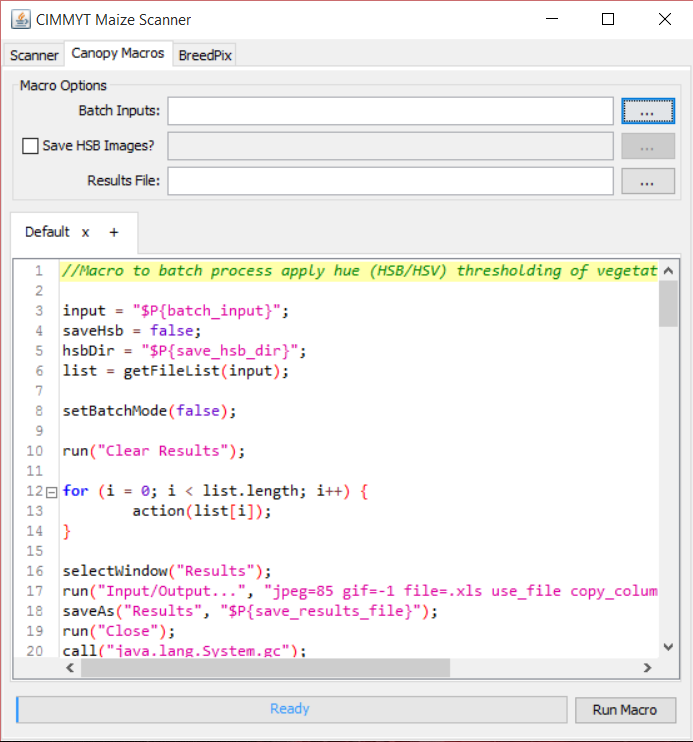 CIMMYT Maize Scanner
Scanner Canopy Macros BreedPix
Macro Options
Batch Inputs: ...
Save HSB Images? ...
Results File: ...
Default x +
1 //Macro to batch process apply hue (HSB/HSV) thresholding of
2
3 input = "$P{batch_input}";
4 saveHsb = false;
5 hsbDir = "$P{save_hsb_dir}";
6 list = getFileList(input);
7
8 setBatchMode(false);
9
10 run("Clear Results");
11
12 for (i = 0; i < list.length; i++) {
13 action(list[i]);
14 }
15
16 selectWindow("Results");
17 run("Input/Output...", "jpeg=85 gif=-1 file=.xls use_file copy_colum
18 saveAs("Results", "$P{save_results_file}");
19 run("Close");
20 call("java.lang.System.gc");
Ready
Run Macro